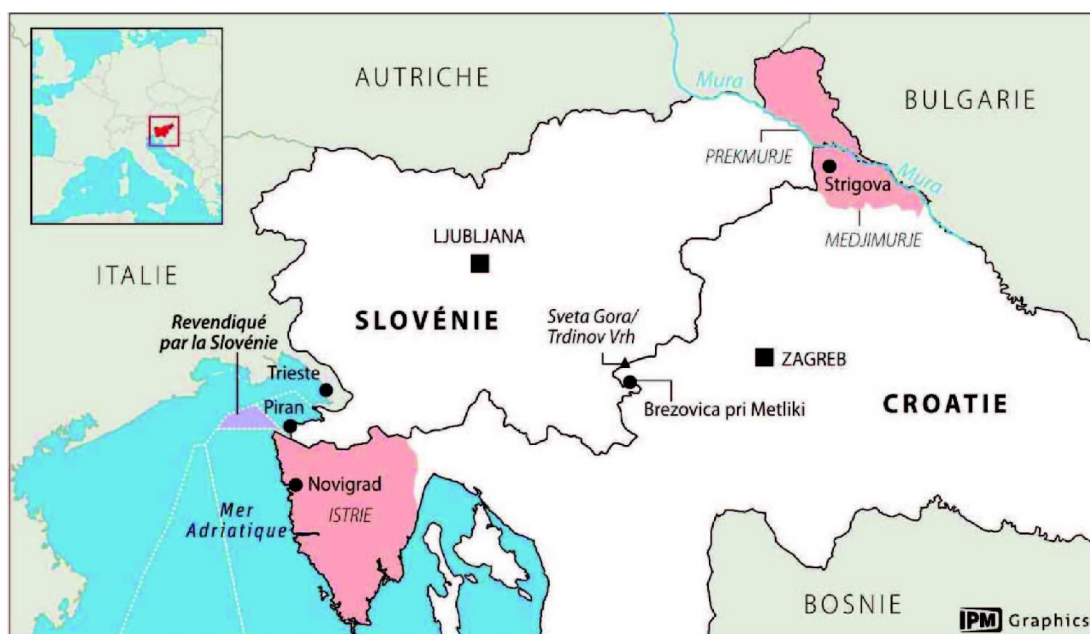 AUTRICHE
Mura
BULGARIE
PREKMURJE
Strigova
Mura
MEDJIMURJE
LJUBLJANA
ITALIE
SLOVÉNIE
Sveta Gora/
Trdinov Vrh
Revendiqué
par la Slovénie
ZAGREB
Trieste
Brezovica pri Metliki
CROATIE
Piran
Novigrad
ISTRIE
Mer
Adriatique
BOSNIE
IPM Graphics